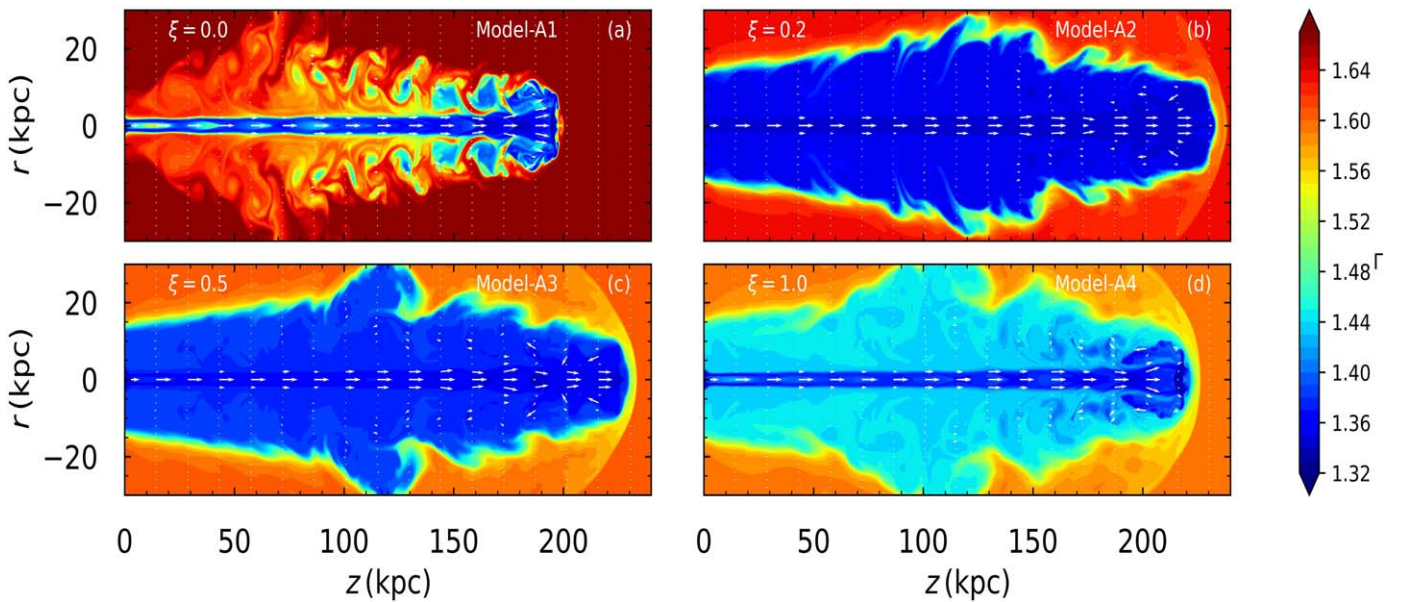 ξ = 0.0 Model-A1 (a)
ξ = 0.2 Model-A2 (b)
r (kpc)
20
0
−20
ξ = 0.5 Model-A3 (c)
ξ = 1.0 Model-A4 (d)
r (kpc)
20
0
−20
0 50 100 150 200
0 50 100 150 200
z (kpc)
z (kpc)
1.64
1.60
1.56
1.52
1.48
1.44
1.40
1.36
1.32
Γ